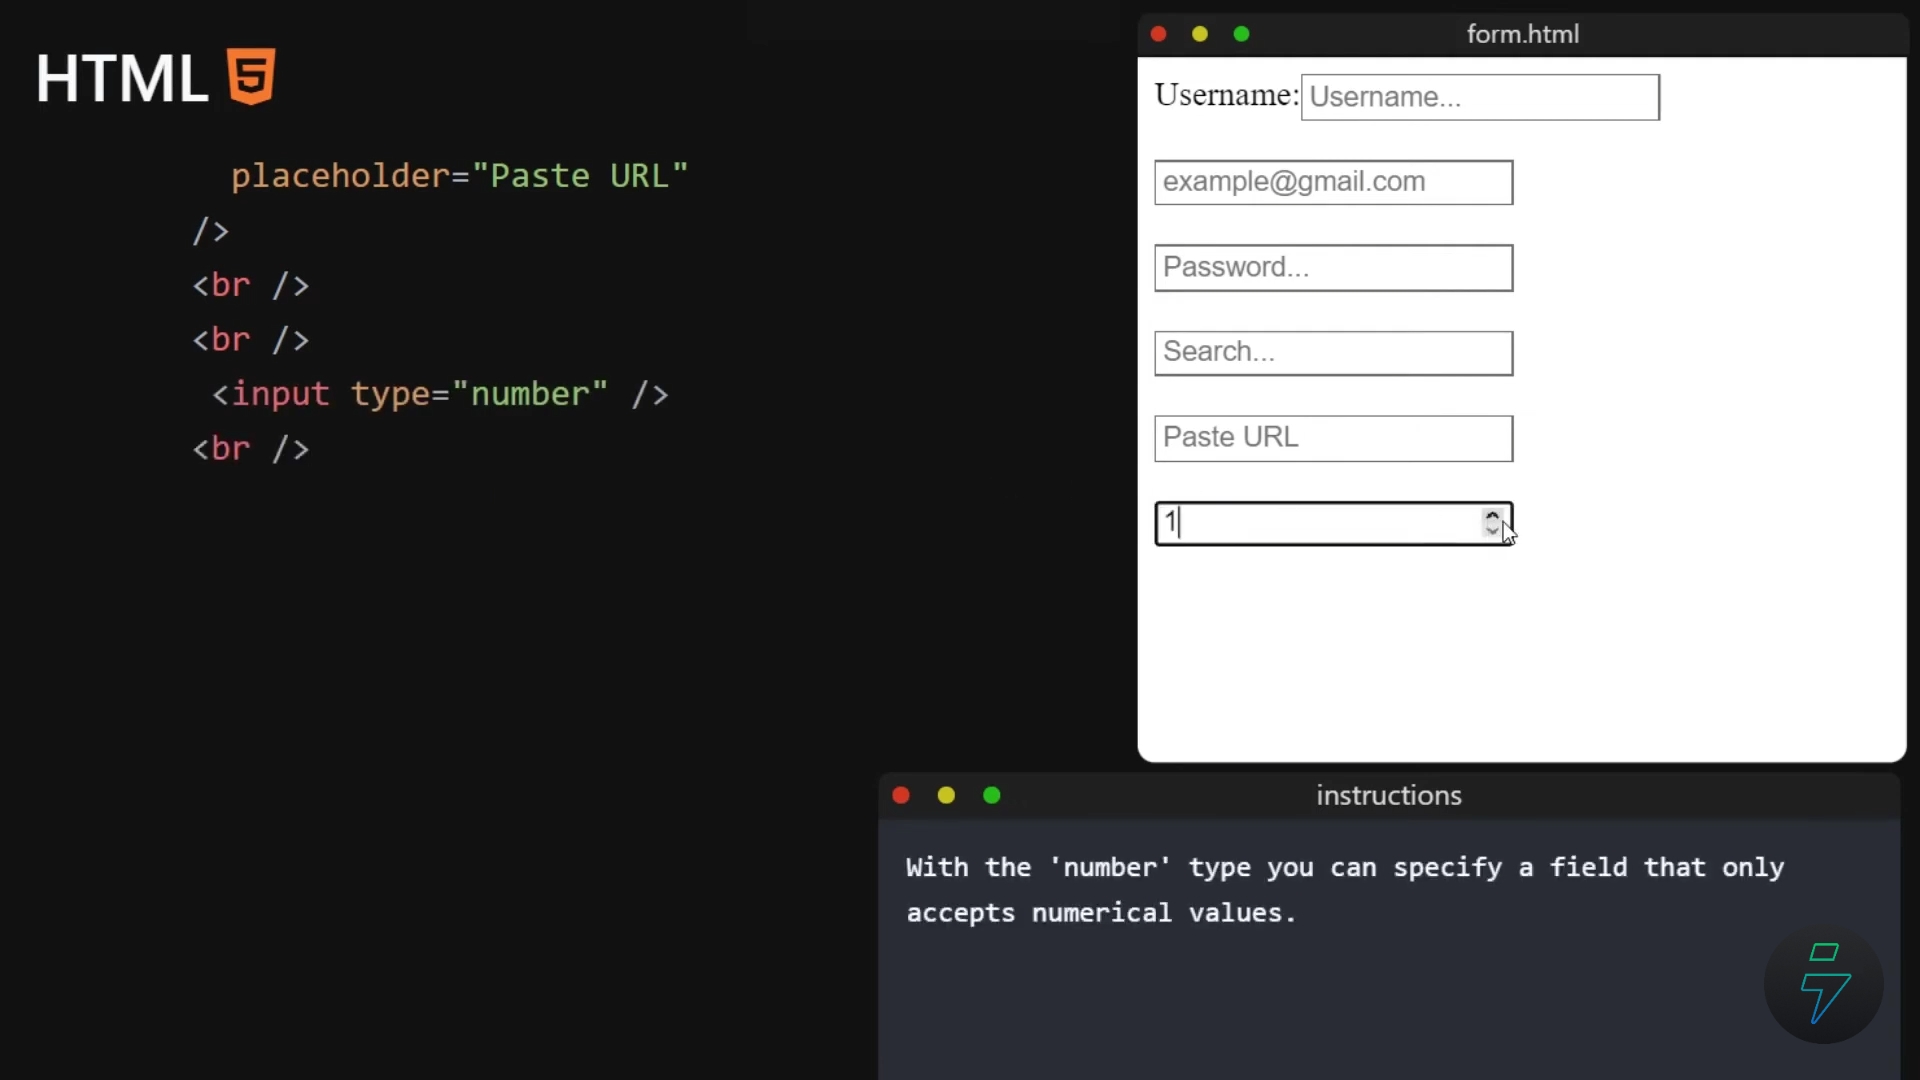 HTML 5
placeholder="Paste URL"
/>
<br />
<br />
<input type="number" />
<br />
form.html
Username: Username...
example@gmail.com
Password...
Search...
Paste URL
1
instructions
With the 'number' type you can specify a field that only
accepts numerical values.